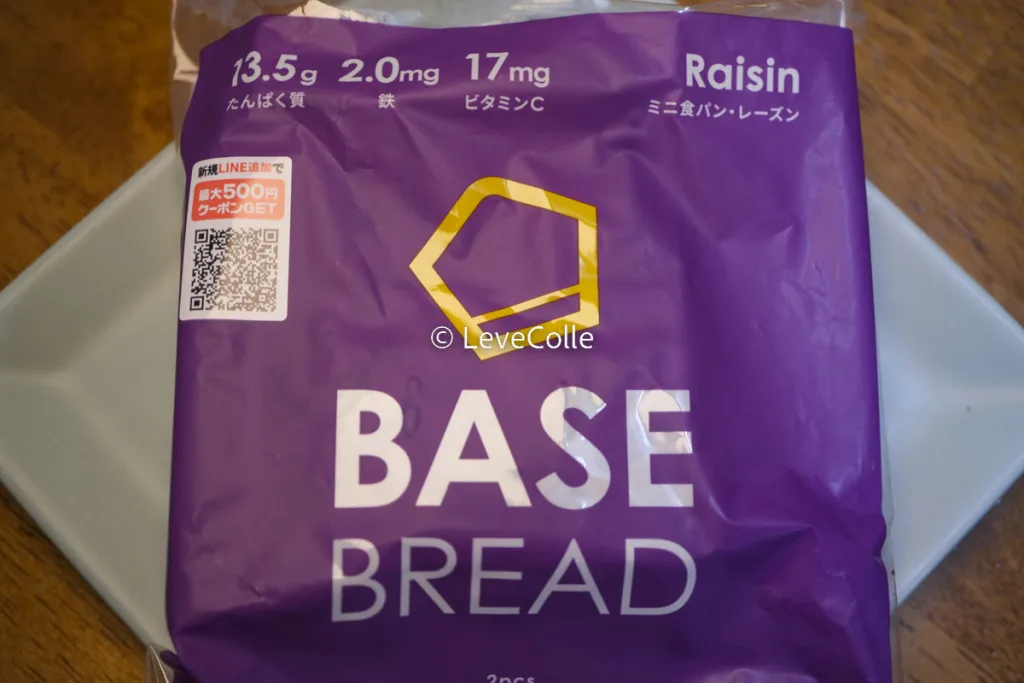 13.5g 2.0mg 17mg
たんぱく質 鉄 ビタミンC
Raisin
ミニ食パン・レーズン
新規LINE追加で
最大500円
クーポンGET
© LeveColle
BASE
BREAD
2pcs